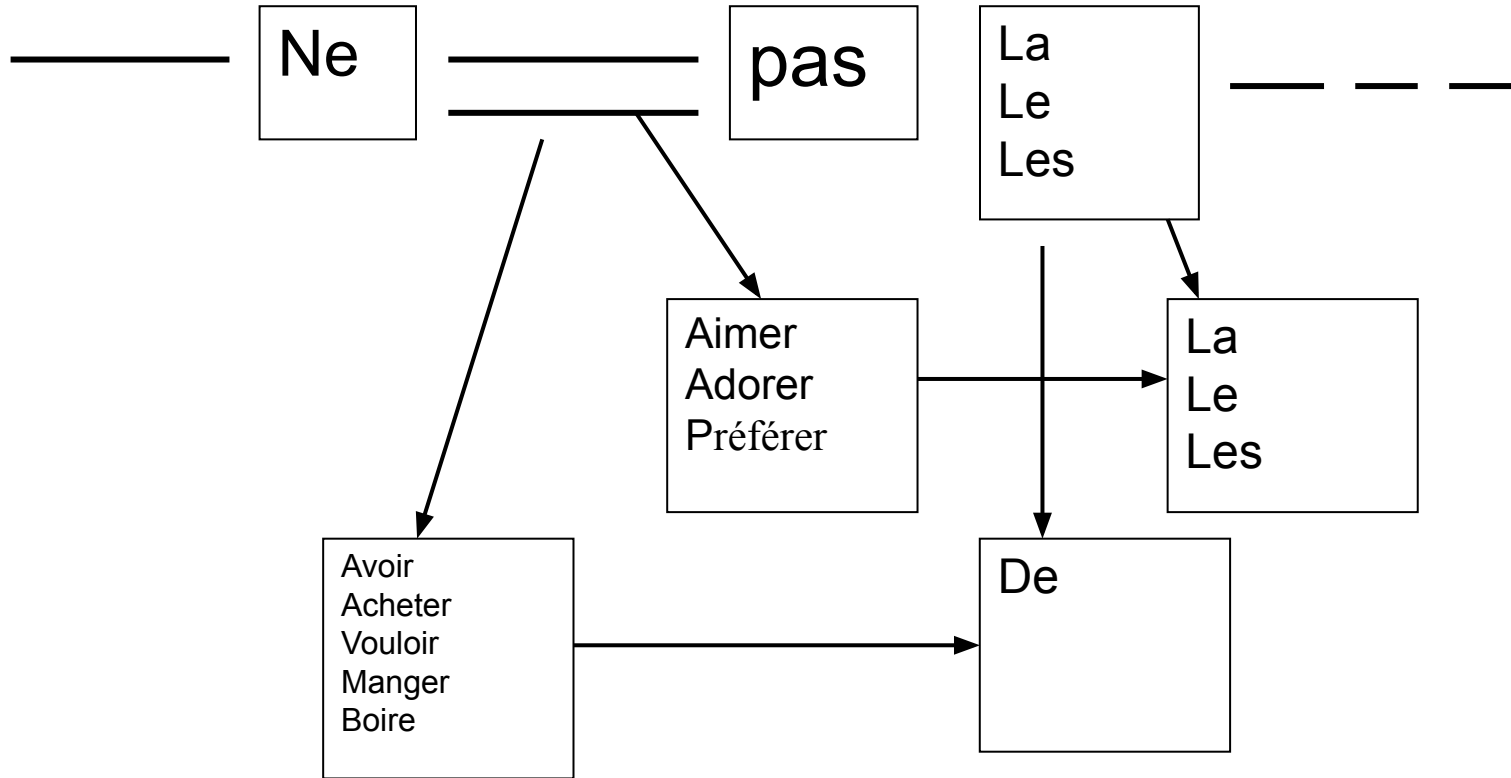 Ne
pas
La
Le
Les
Aimer
Adorer
Préférer
La
Le
Les
Avoir
Acheter
Vouloir
Manger
Boire
De